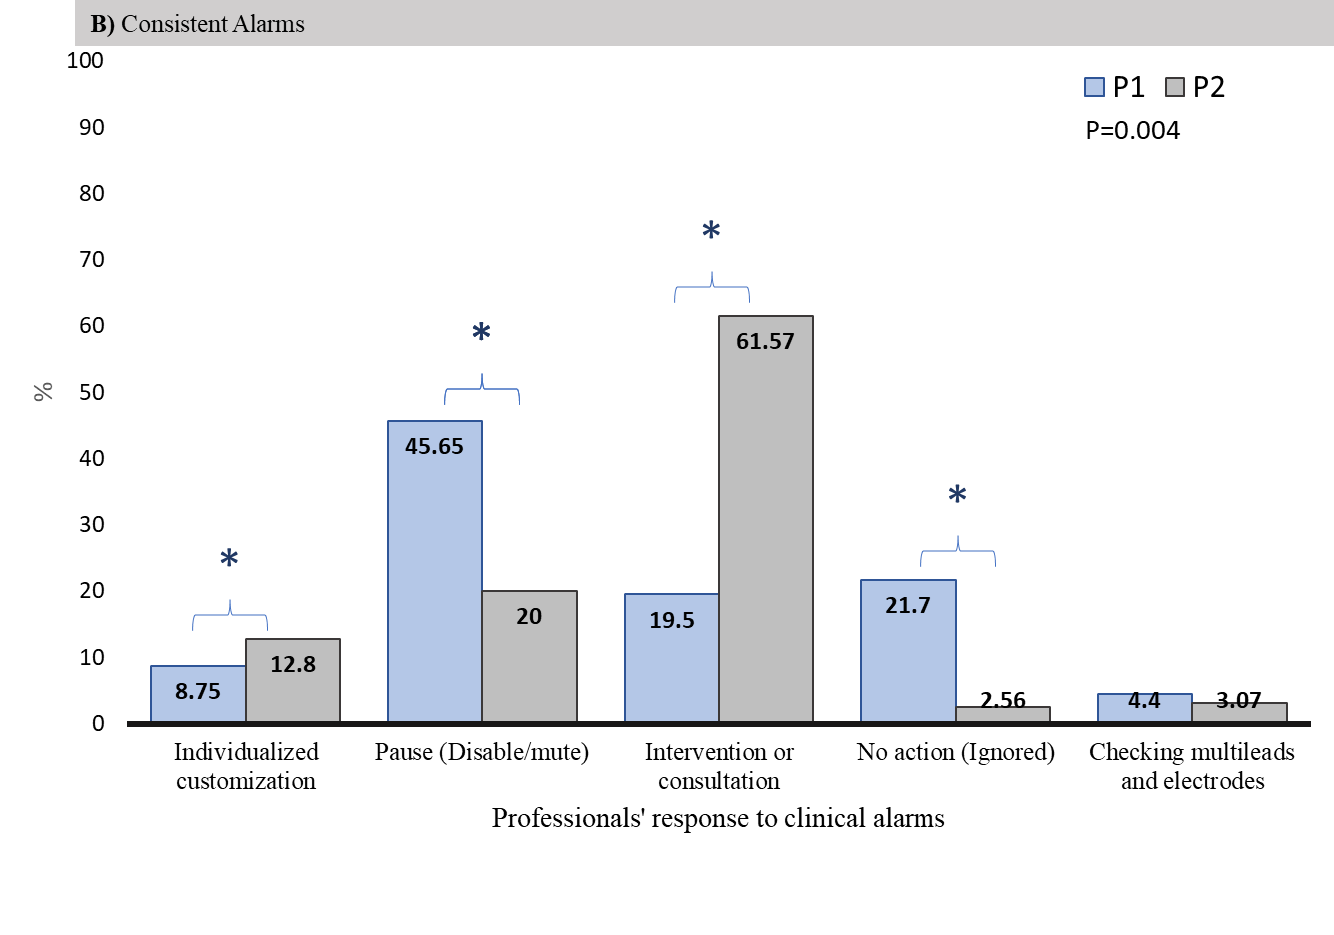 B) Consistent Alarms
100
90
80
70
60
50
40
30
20
10
0
%
P1 P2
P=0.004
*
*
*
*
8.75
12.8
45.65
20
19.5
61.57
21.7
2.56
4.4
3.07
Individualized
customization
Pause (Disable/mute)
Intervention or
consultation
No action (Ignored)
Checking multileads
and electrodes
Professionals' response to clinical alarms